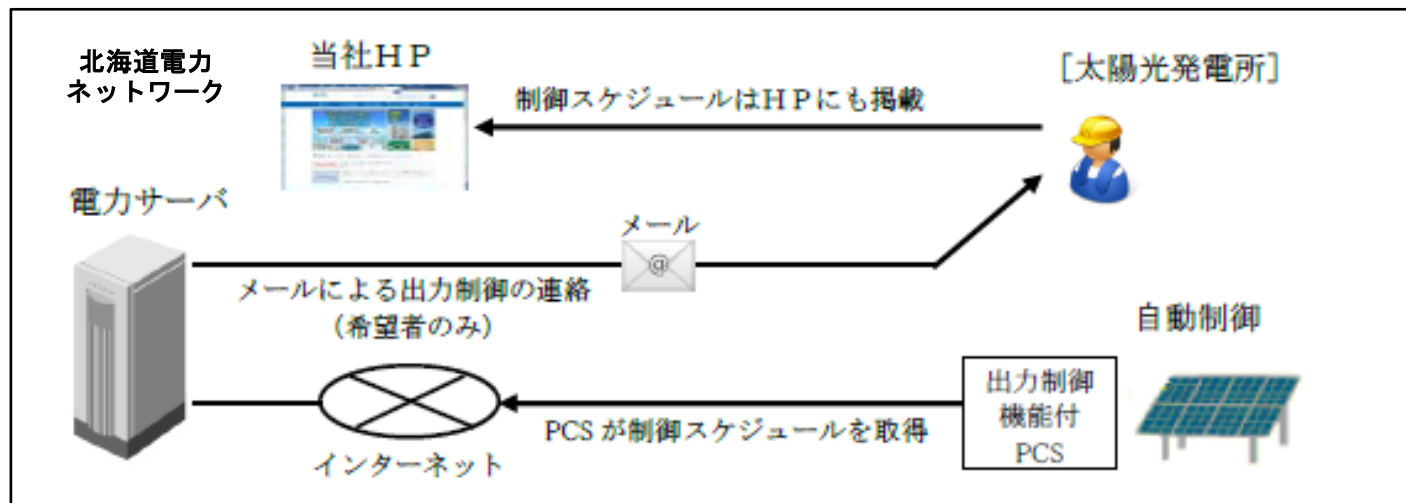 北海道電力
ネットワーク
当社ＨＰ
[太陽光発電所]
制御スケジュールはＨＰにも掲載
電力サーバ
メール
@
メールによる出力制御の連絡
（希望者のみ）
自動制御
出力制御
機能付
PCS
PCS が制御スケジュールを取得
インターネット